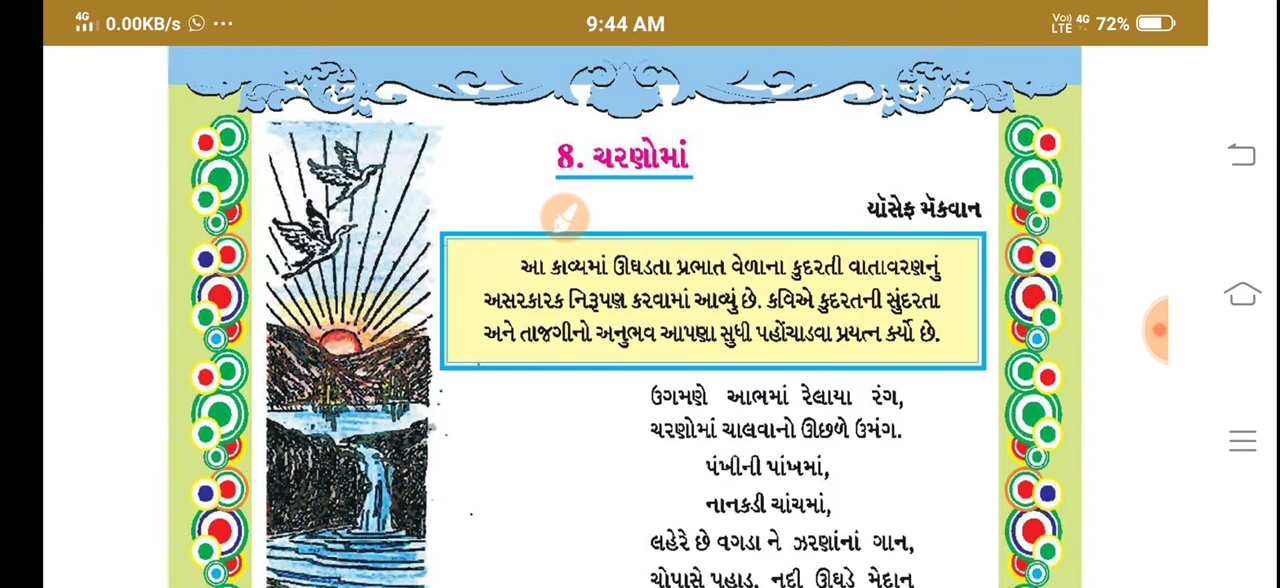 4G 0.00KB/s ... 9:44 AM Vo) LTE 4G 72%
8. ચરણોમાં
યૉસેફ મૅકવાન
આ કાવ્યમાં ઊઘડતા પ્રભાત વેળાના કુદરતી વાતાવરણનું
અસરકારક નિરૂપણ કરવામાં આવ્યું છે. કવિએ કુદરતની સુંદરતા
અને તાજગીનો અનુભવ આપણા સુધી પહોંચાડવા પ્રયત્ન કર્યો છે.
ઉગમણે આભમાં રેલાયા રંગ,
ચરણોમાં ચાલવાનો ઊછળે ઉમંગ.
પંખીની પાંખમાં,
નાનકડી ચાંચમાં,
લહેરે છે વગડા ને ઝરણાંનાં ગાન,
ચોપાસે પહાડ, નદી ઊઘડે મેદાન